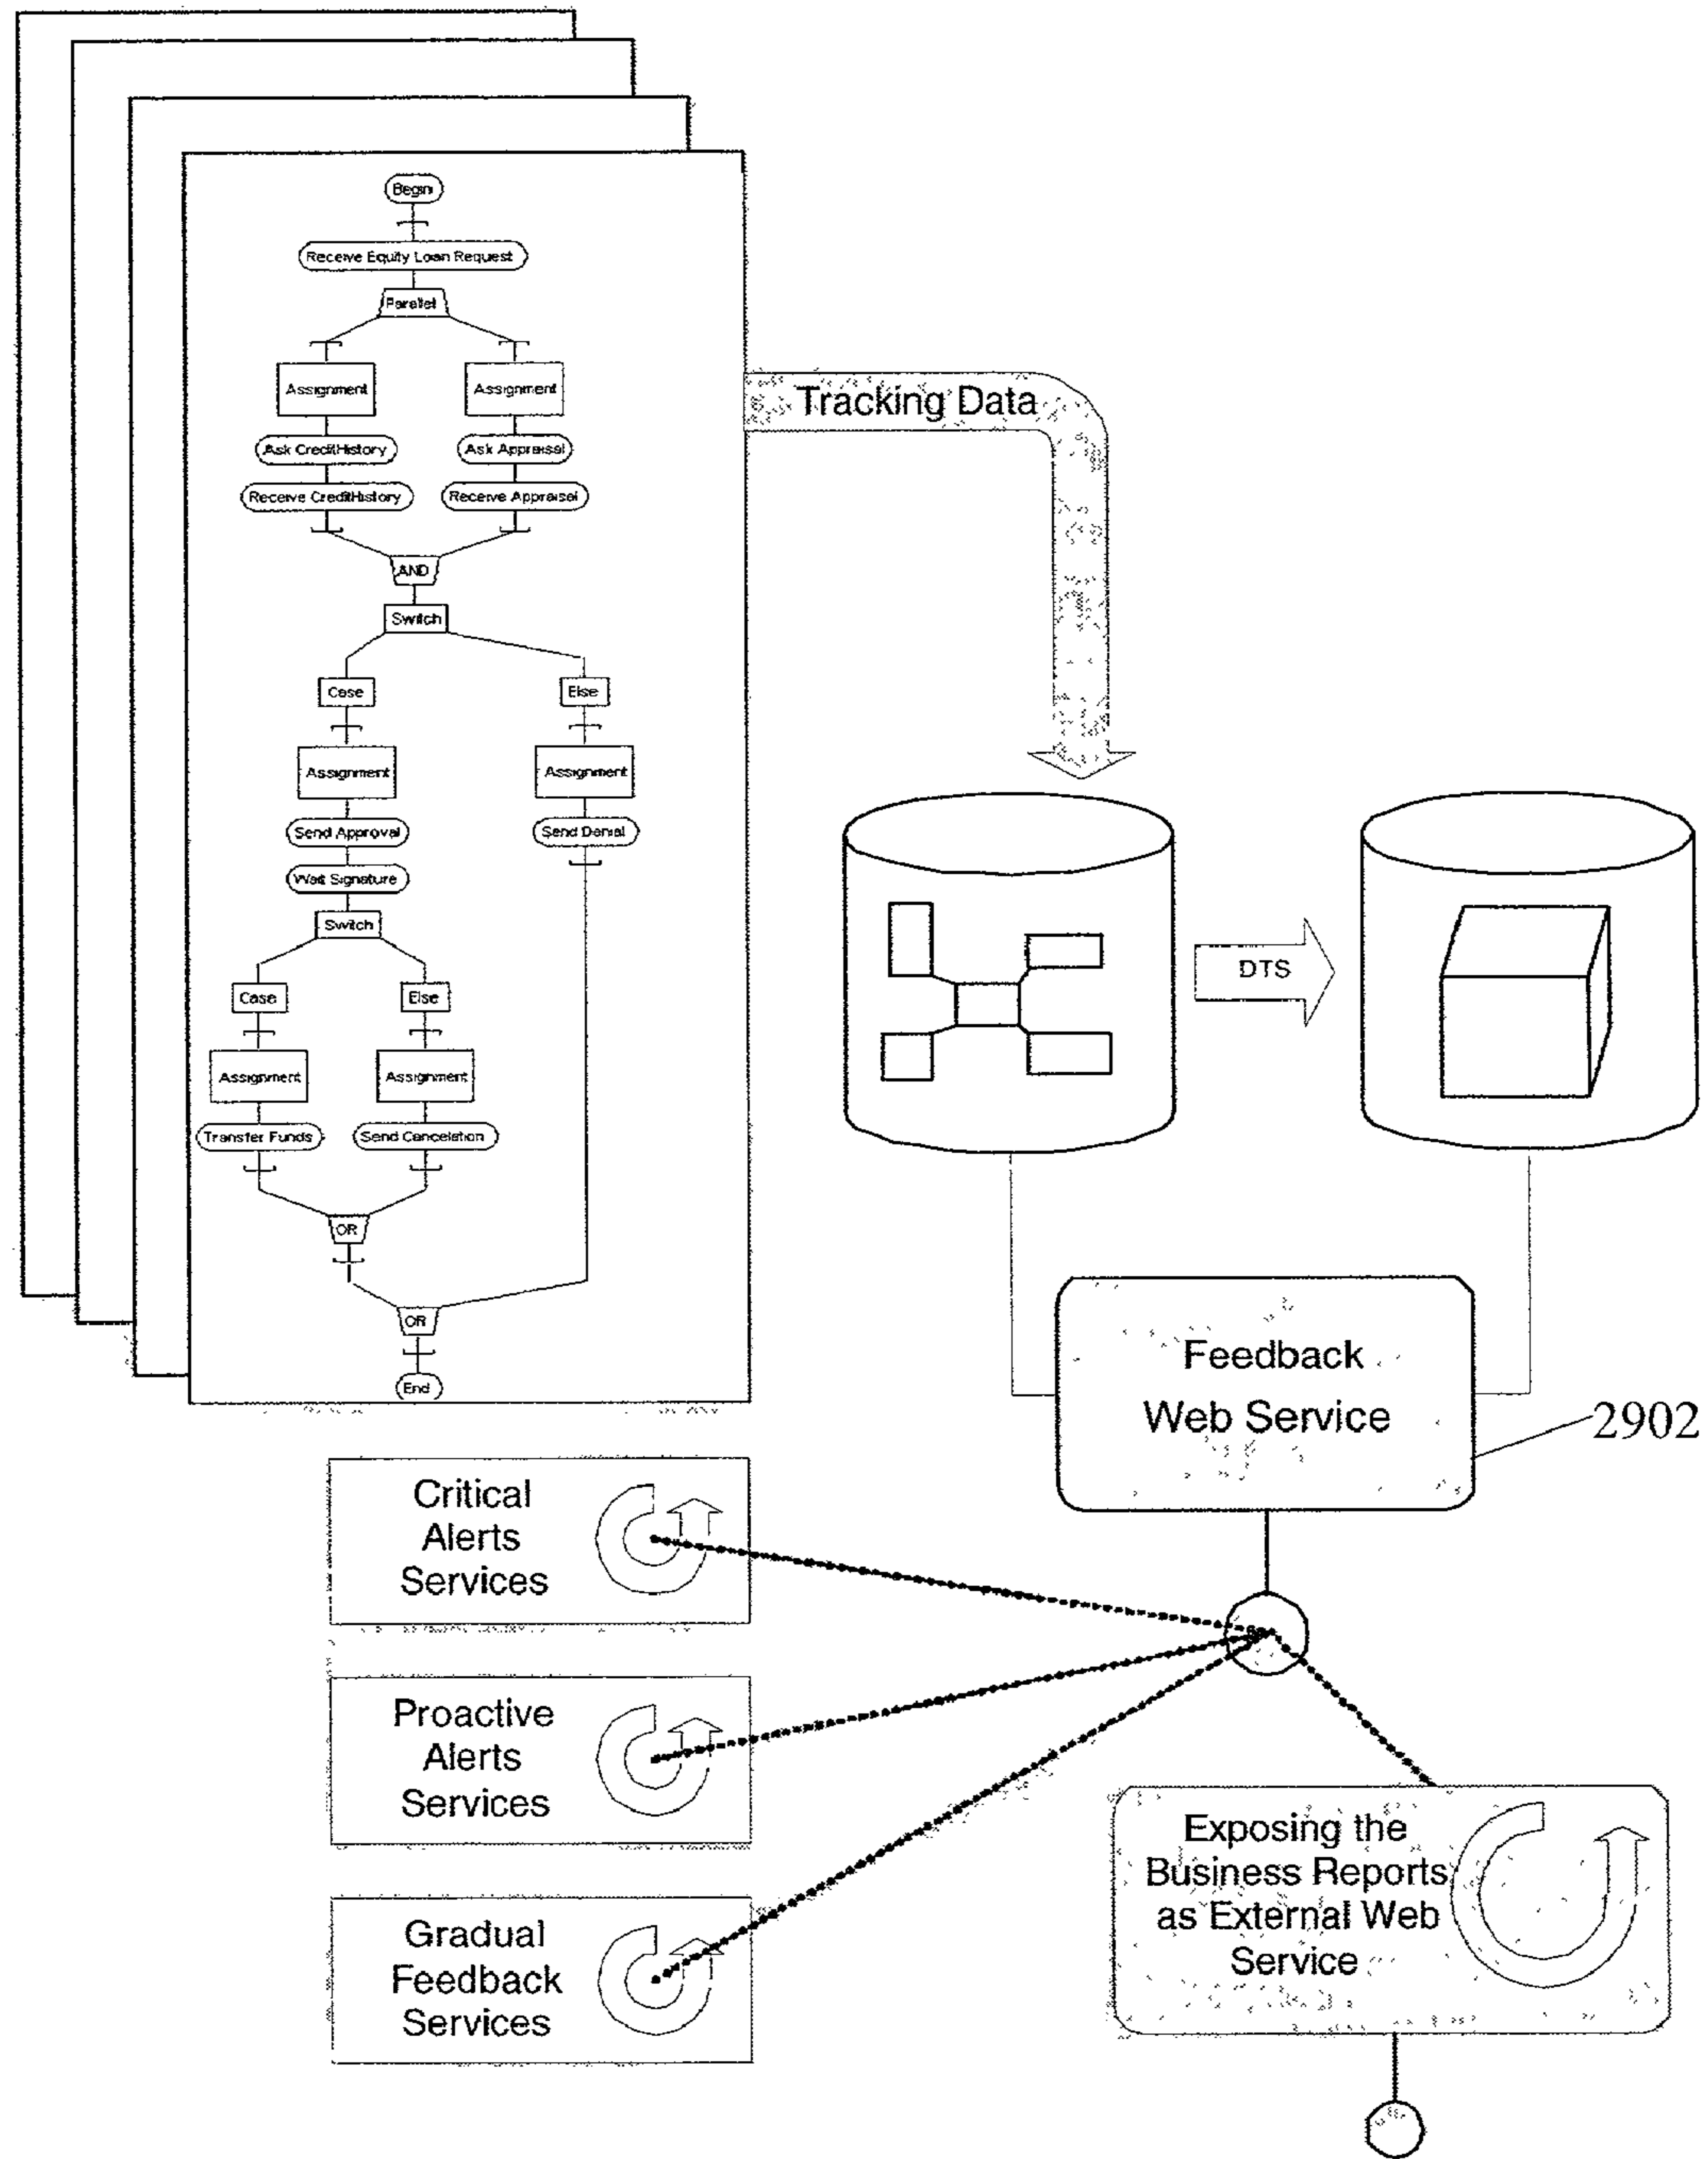 Begin
Receive Equity Loan Request
Parallel
Assignment
Assignment
Ask CreditHistory
Ask Appraisal
Receive CreditHistory
Receive Appraisal
AND
Switch
Case
Else
Assignment
Assignment
Send Approval
Send Denial
Wait Signature
Switch
Case
Else
Assignment
Assignment
Transfer Funds
Send Cancelation
OR
OR
End
Tracking Data
DTS
Feedback
Web Service
2902
Critical
Alerts
Services
Proactive
Alerts
Services
Gradual
Feedback
Services
Exposing the
Business Reports
as External Web
Service